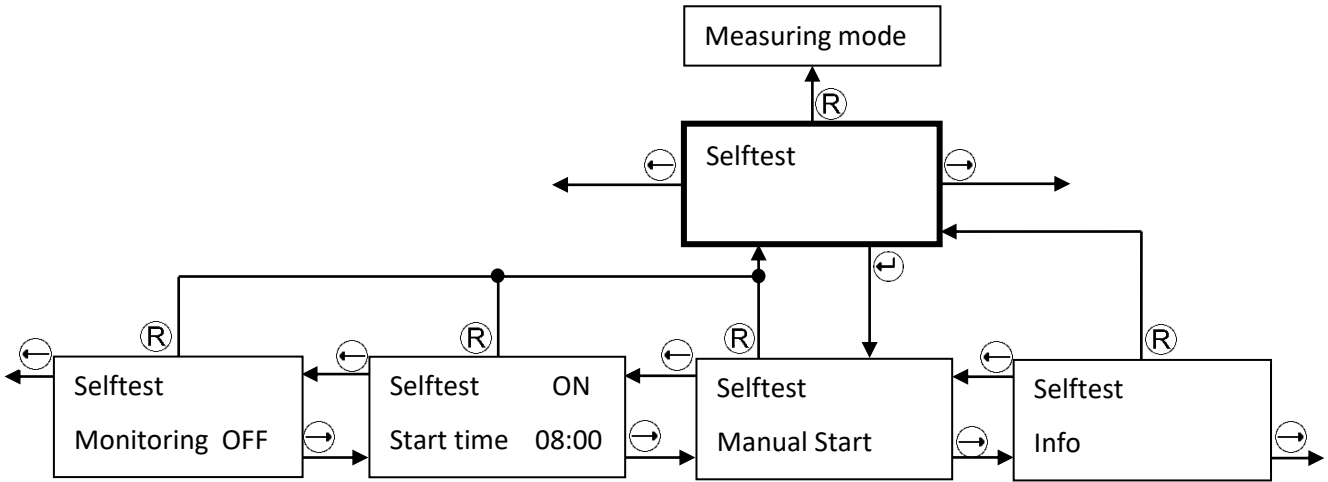 Measuring mode
R
Selftest
R
R
R
R
Selftest
Monitoring OFF
Selftest ON
Start time 08:00
Selftest
Manual Start
Selftest
Info